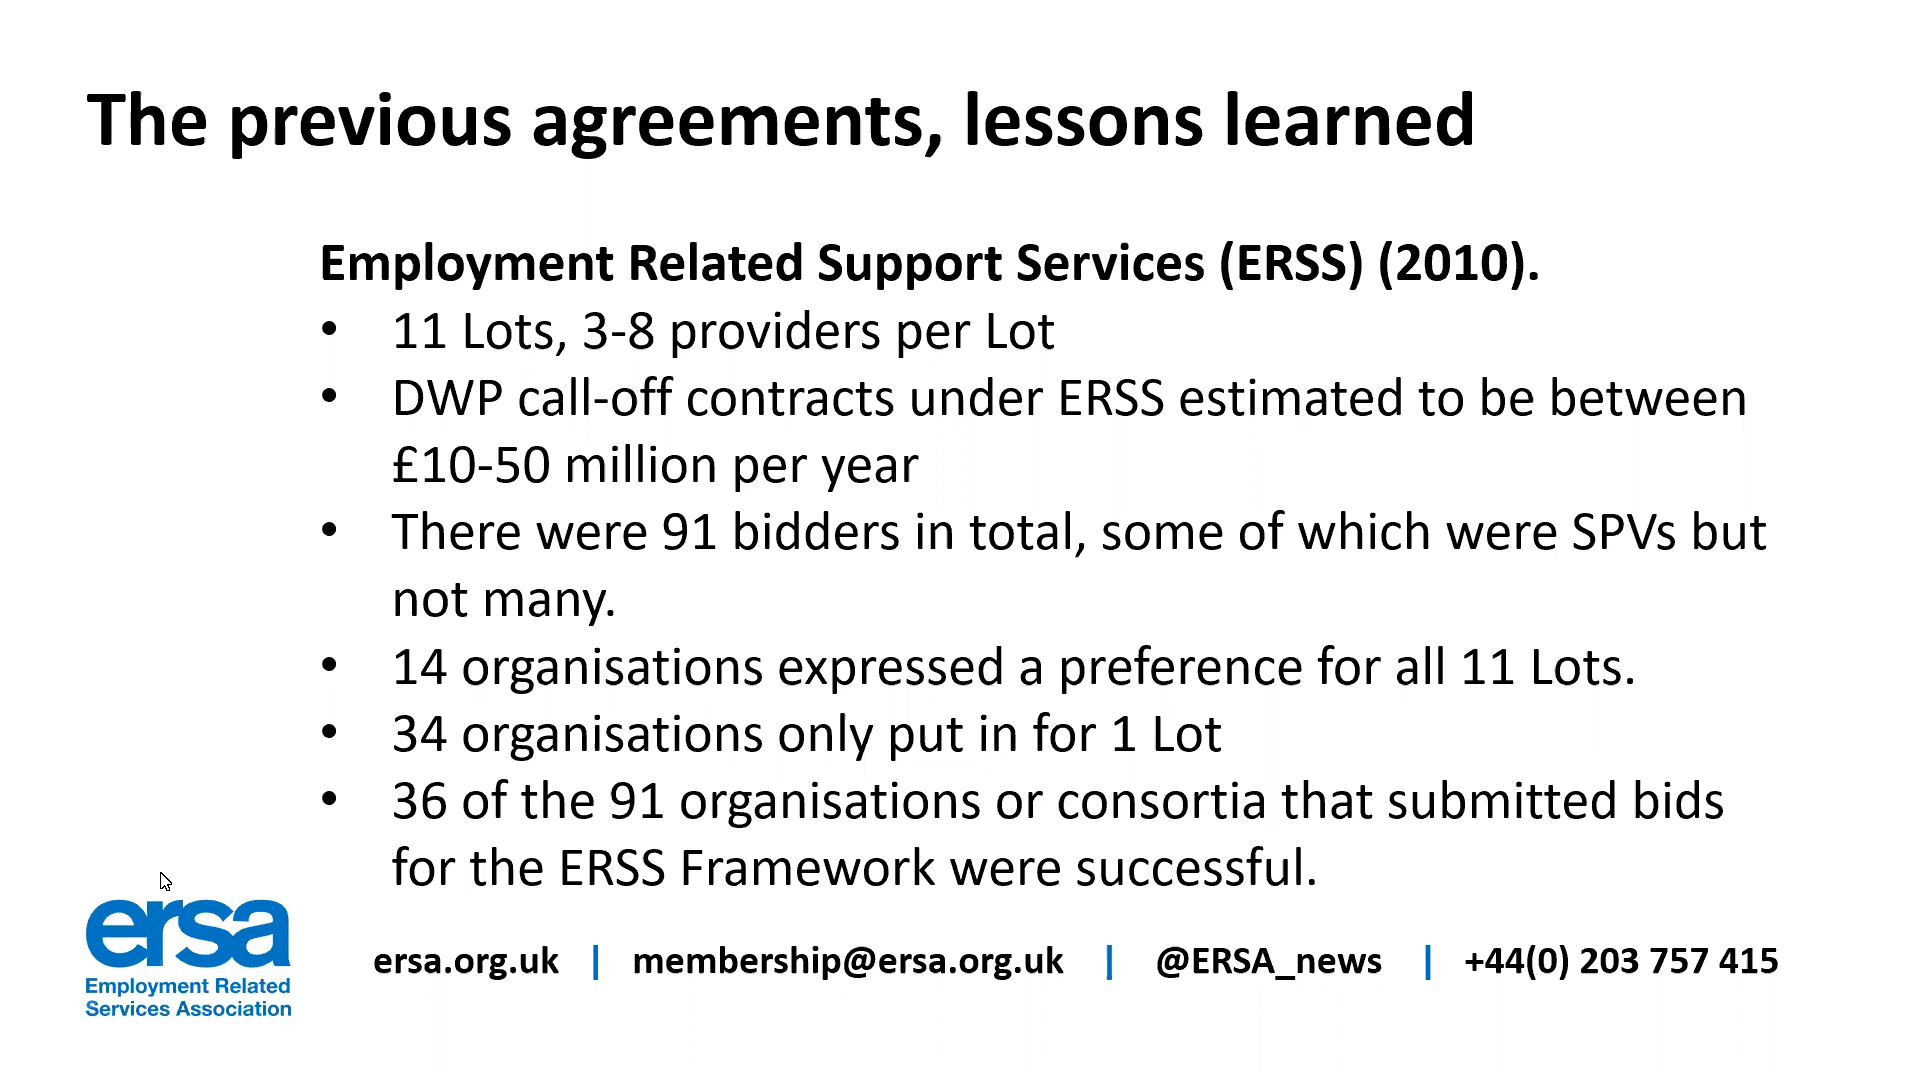 The previous agreements, lessons learned
Employment Related Support Services (ERSS) (2010).
• 11 Lots, 3-8 providers per Lot
• DWP call-off contracts under ERSS estimated to be between
£10-50 million per year
• There were 91 bidders in total, some of which were SPVs but
not many.
• 14 organisations expressed a preference for all 11 Lots.
• 34 organisations only put in for 1 Lot
• 36 of the 91 organisations or consortia that submitted bids
for the ERSS Framework were successful.
ersa
Employment Related
Services Association
ersa.org.uk | membership@ersa.org.uk | @ERSA_news | +44(0) 203 757 415